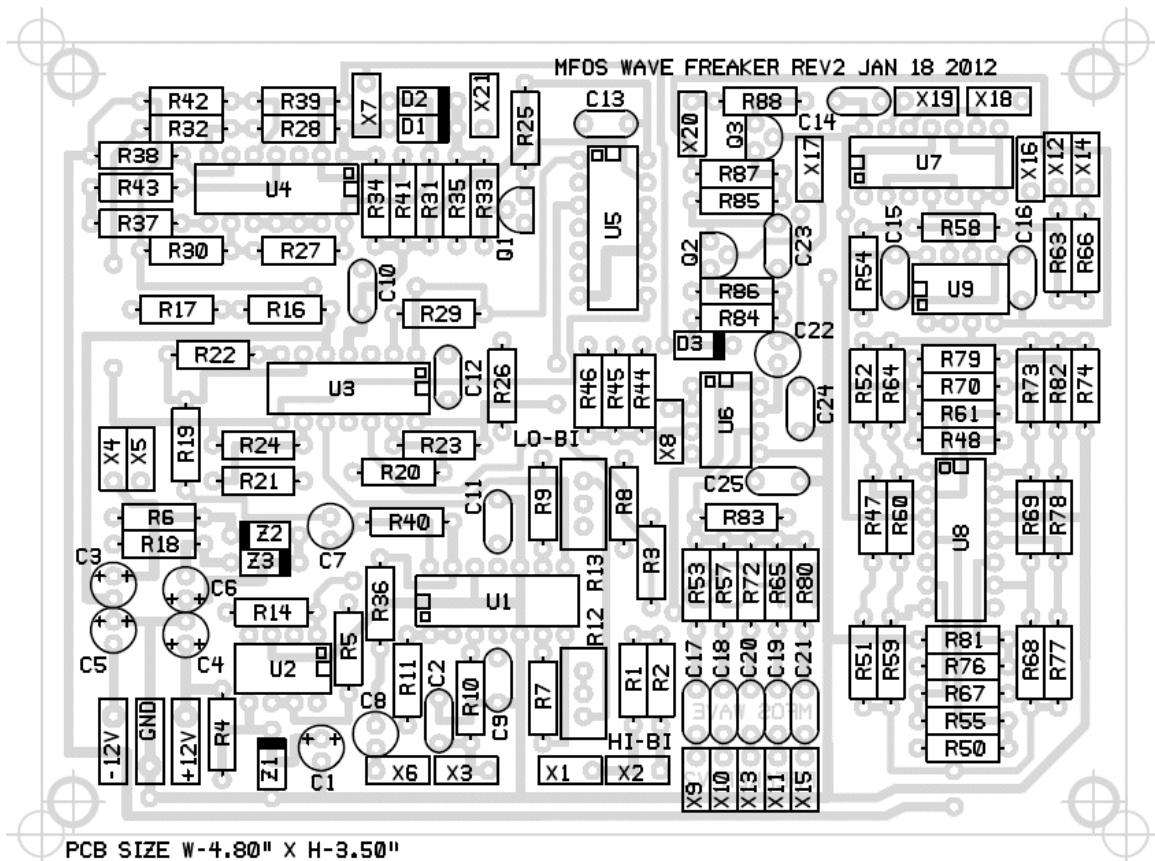 MFOS WAVE FREAKER REV2 JAN 18 2012
R42 R39 X7 D2 X21 R25 C13 X20 R88 C14 X19 X18
R32 R28 D1 Q3 X17 U7 X16 X12 X14
R38
R43 U4 R34 R41 R31 R35 R33 Q1 U5 R87
R85
R37 C23 C15 R58 C16 R63 R66
R30 R27 Q2 R54
C10 R86 U9
R17 R16 R29 R84
R22 D3 C22 R79
U3 C12 R26 R46 R45 R44 U6 C24 R52 R64 R70 R73 R82 R74
R61
R19 X8 R48
X4 X5 R24 R23 LO-BI
R21 R20 C11 R9 R8 C25
R6 C7 R40 R83 R47 R60 U8 R69 R78
R18 Z2
C3 Z3 R3
C6 R36 R13 R53 R57 R72 R65 R80
R14 U1 R12
C5 C4 R5 R81
U2 R11 C2 R10 C9 R7 R1 R2 C17 C18 C20 C19 C21 R51 R59 R76 R68 R77
R67
C8 MFOS WAVE R55
-12V GND +12V R4 HI-BI R50
Z1 C1 X6 X3 X1 X2 X9 X10 X13 X11 X15
PCB SIZE W-4.80" X H-3.50"